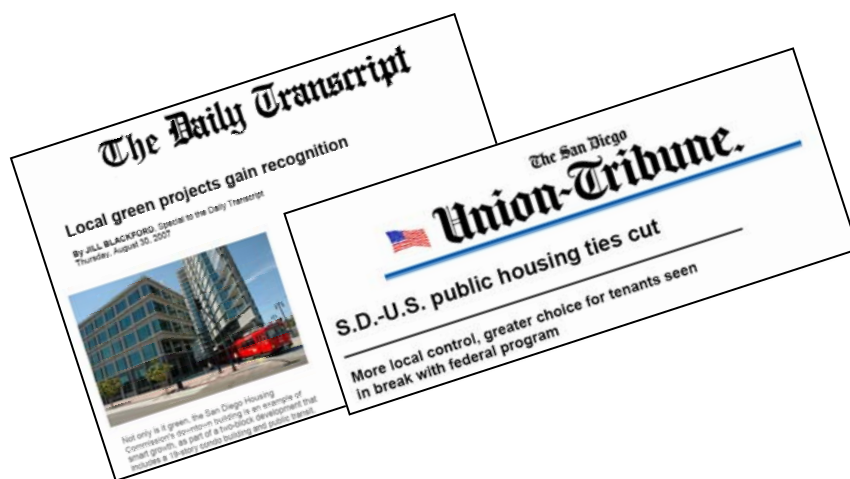 The Daily Transcript
Local green projects gain recognition
By JILL BLACKFORD, Special to the Daily Transcript
Thursday, August 30, 2007
Not only is it green, the San Diego Housing
Commission's downtown building is an example of
smart growth, as part of a two-block development that
includes a 19-story condo building and public transit.
The San Diego
Union-Tribune.
S.D.-U.S. public housing ties cut
More local control, greater choice for tenants seen
in break with federal program